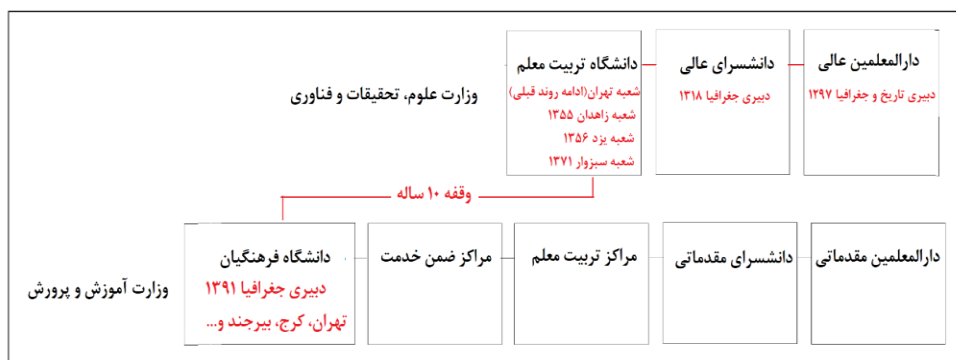 دارالمعلمین عالی
دبیری تاریخ و جغرافیا ۱۲۹۷
دانشسرای عالی
دبیری جغرافیا ۱۳۱۸
دانشگاه تربیت معلم
شعبه تهران(ادامه روند قبلی)
شعبه زاهدان ۱۳۵۵
شعبه یزد ۱۳۵۶
شعبه سبزوار ۱۳۷۱
وزارت علوم، تحقیقات و فناوری
وقفه ۱۰ ساله
دارالمعلمین مقدماتی
دانشسرای مقدماتی
مراکز تربیت معلم
مراکز ضمن خدمت
دانشگاه فرهنگیان
دبیری جغرافیا ۱۳۹۱
تهران، کرج، بیرجند و...
وزارت آموزش و پرورش